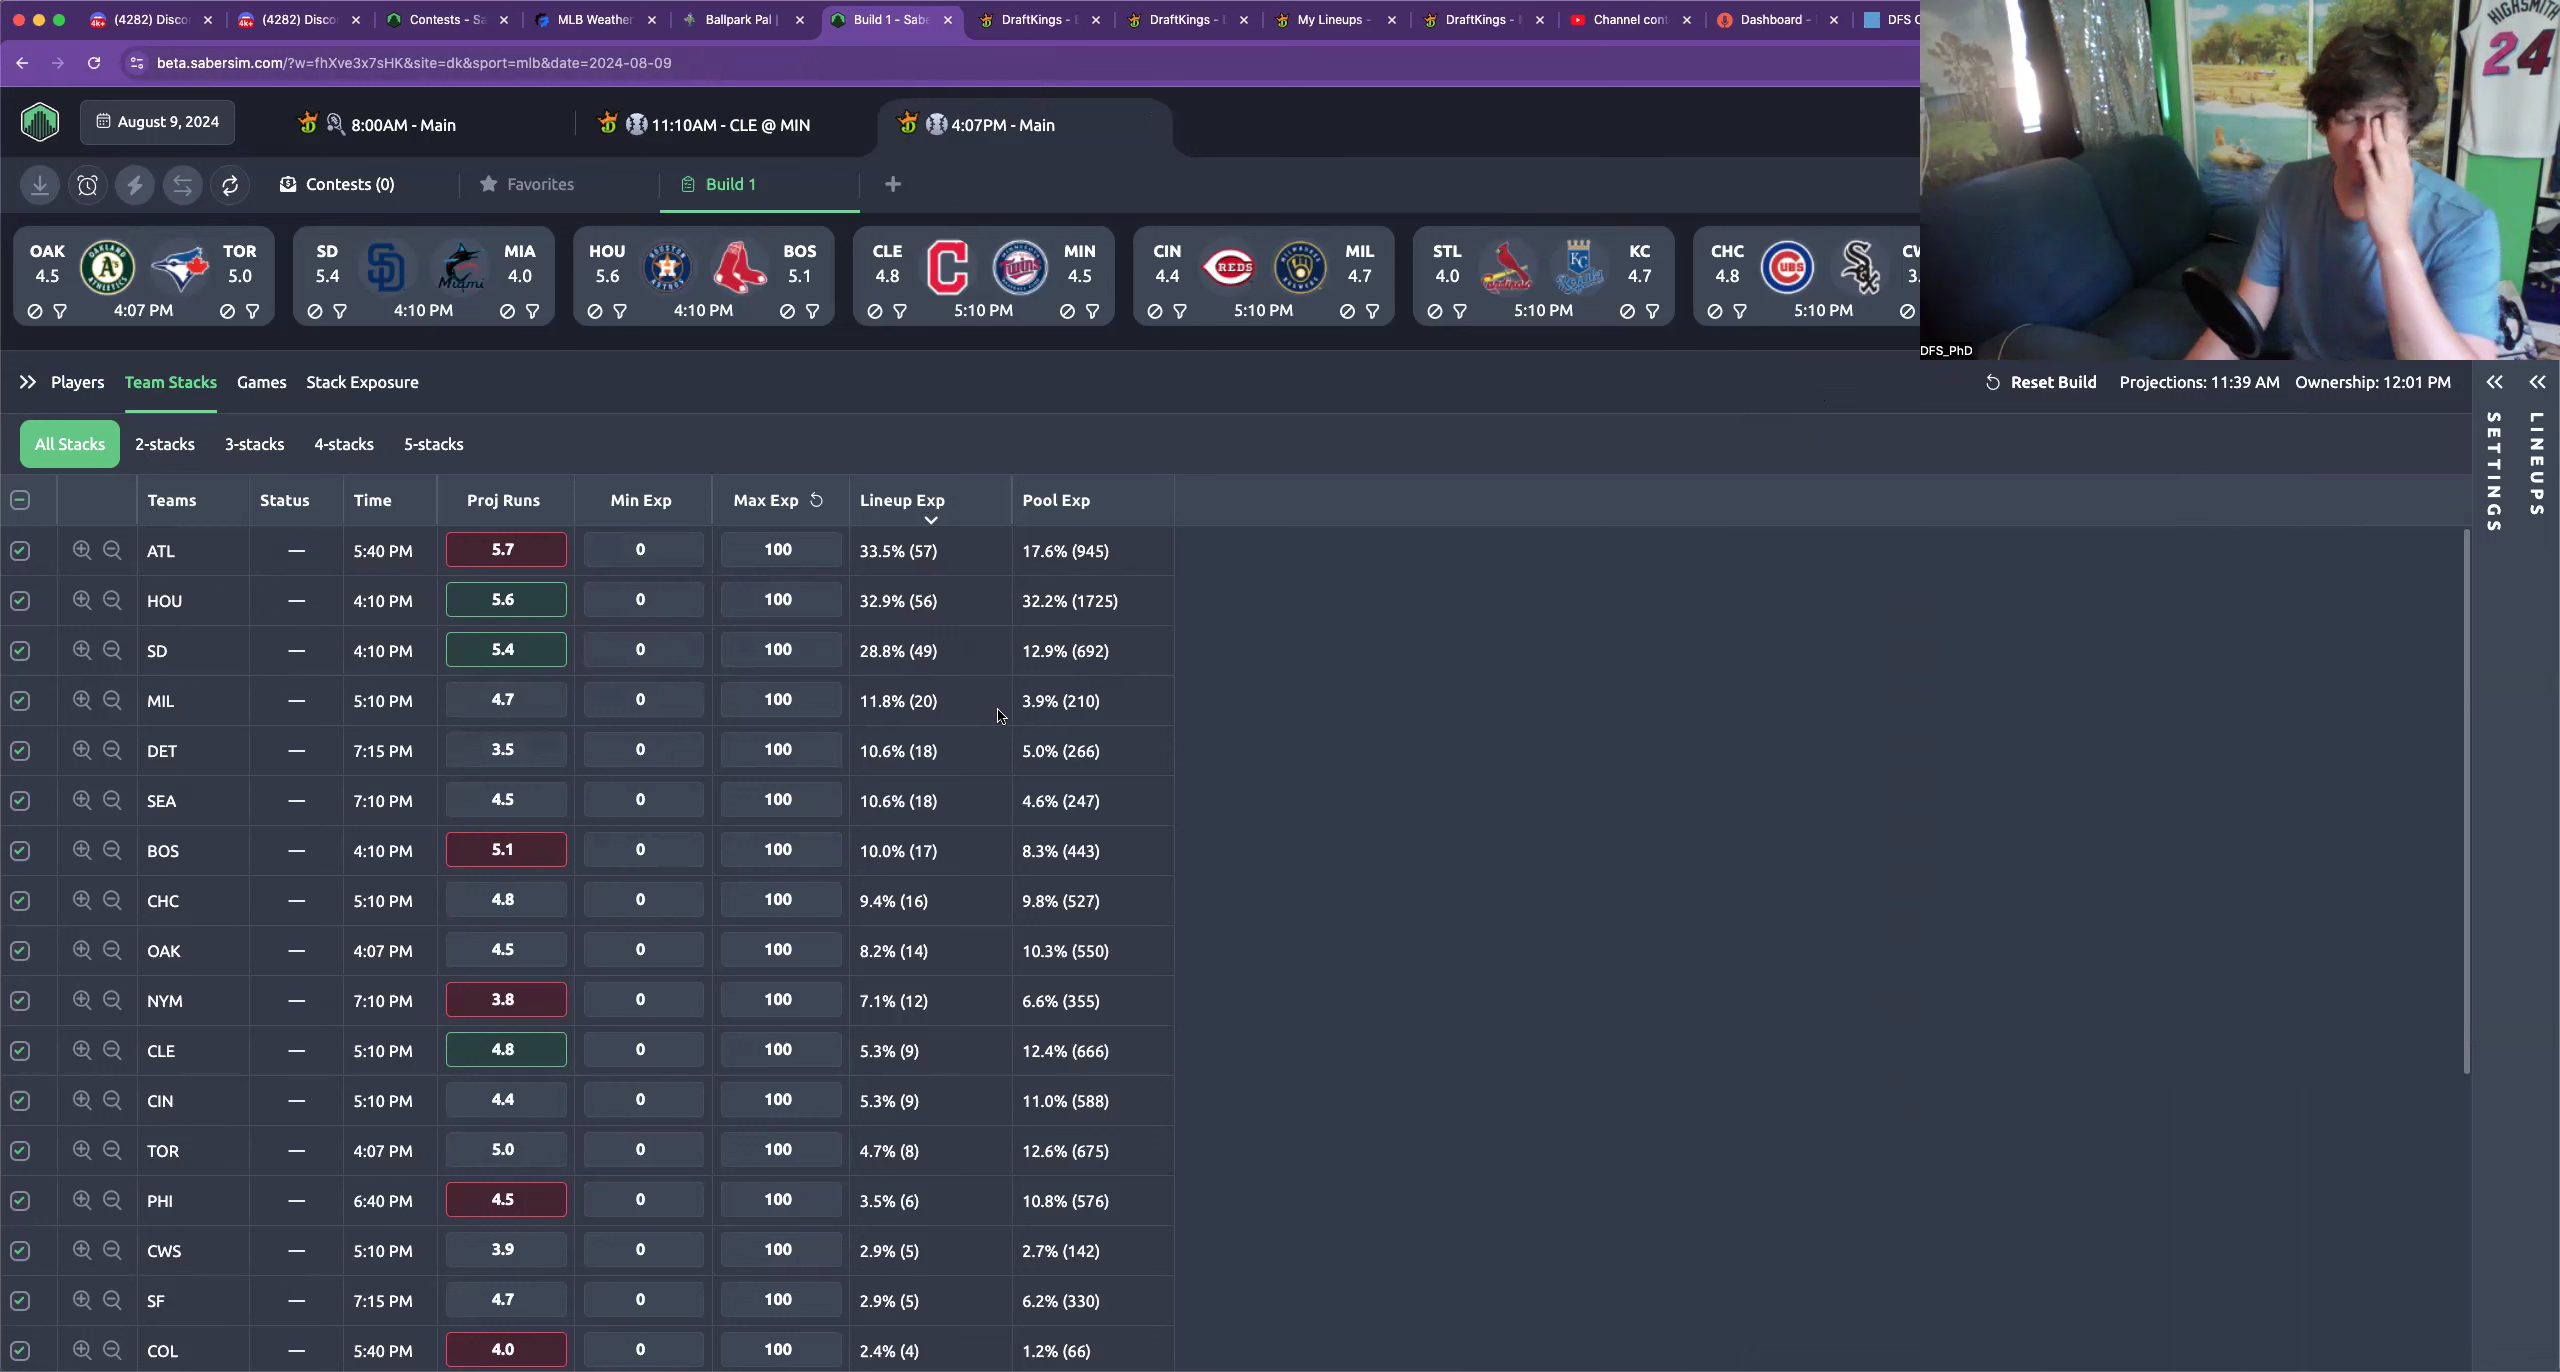 (4282) Disco
(4282) Disco
Contests - Sa
MLB Weather
Ballpark Pal |
Build 1 - Sabe
DraftKings -
DraftKings -
My Lineups -
DraftKings -
Channel cont
Dashboard -
DFS
beta.sabersim.com/?w=fhXve3x7sHK&site=dk&sport=mlb&date=2024-08-09
August 9, 2024
8:00AM - Main
11:10AM - CLE @ MIN
4:07PM - Main
Contests (0)
Favorites
Build 1
OAK TOR
4.5 5.0
4:07 PM
SD MIA
5.4 4.0
4:10 PM
HOU BOS
5.6 5.1
4:10 PM
CLE MIN
4.8 4.5
5:10 PM
CIN MIL
4.4 4.7
5:10 PM
STL KC
4.0 4.7
5:10 PM
CHC
4.8 3.
5:10 PM
HIGHSMITH
24
DFS_PhD
Players Team Stacks Games Stack Exposure
Reset Build Projections: 11:39 AM Ownership: 12:01 PM
SETTINGS
LINEUPS
All Stacks 2-stacks 3-stacks 4-stacks 5-stacks
Teams Status Time Proj Runs Min Exp Max Exp Lineup Exp Pool Exp
ATL — 5:40 PM 5.7 0 100 33.5% (57) 17.6% (945)
HOU — 4:10 PM 5.6 0 100 32.9% (56) 32.2% (1725)
SD — 4:10 PM 5.4 0 100 28.8% (49) 12.9% (692)
MIL — 5:10 PM 4.7 0 100 11.8% (20) 3.9% (210)
DET — 7:15 PM 3.5 0 100 10.6% (18) 5.0% (266)
SEA — 7:10 PM 4.5 0 100 10.6% (18) 4.6% (247)
BOS — 4:10 PM 5.1 0 100 10.0% (17) 8.3% (443)
CHC — 5:10 PM 4.8 0 100 9.4% (16) 9.8% (527)
OAK — 4:07 PM 4.5 0 100 8.2% (14) 10.3% (550)
NYM — 7:10 PM 3.8 0 100 7.1% (12) 6.6% (355)
CLE — 5:10 PM 4.8 0 100 5.3% (9) 12.4% (666)
CIN — 5:10 PM 4.4 0 100 5.3% (9) 11.0% (588)
TOR — 4:07 PM 5.0 0 100 4.7% (8) 12.6% (675)
PHI — 6:40 PM 4.5 0 100 3.5% (6) 10.8% (576)
CWS — 5:10 PM 3.9 0 100 2.9% (5) 2.7% (142)
SF — 7:15 PM 4.7 0 100 2.9% (5) 6.2% (330)
COL — 5:40 PM 4.0 0 100 2.4% (4) 1.2% (66)